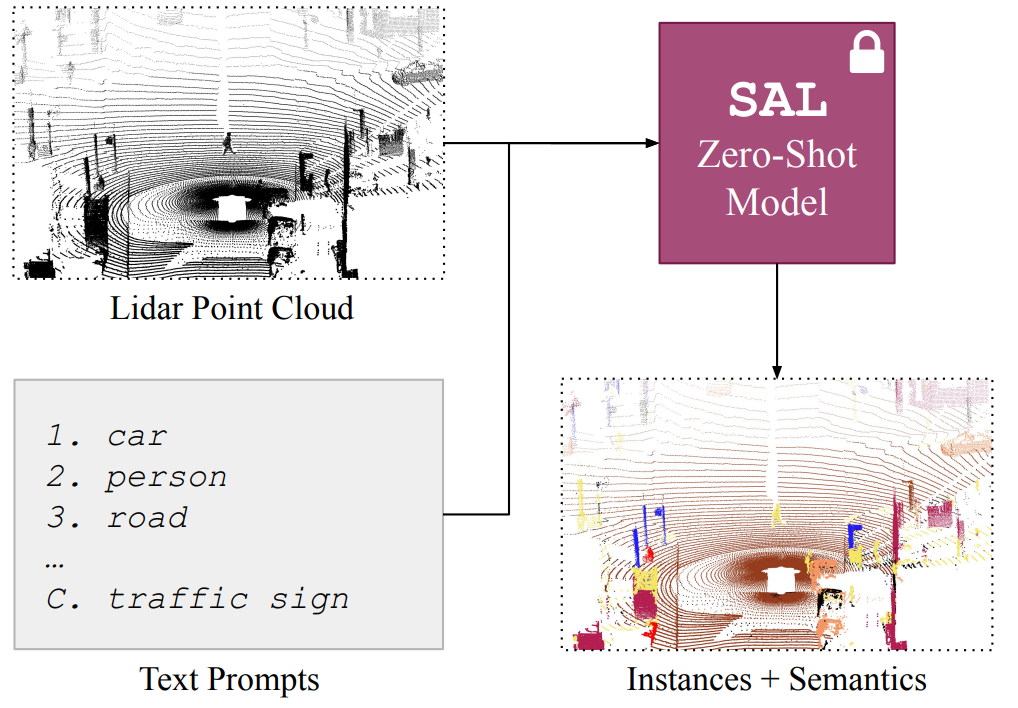 SAL
Zero-Shot
Model
Lidar Point Cloud
1. car
2. person
3. road
…
C. traffic sign
Text Prompts
Instances + Semantics